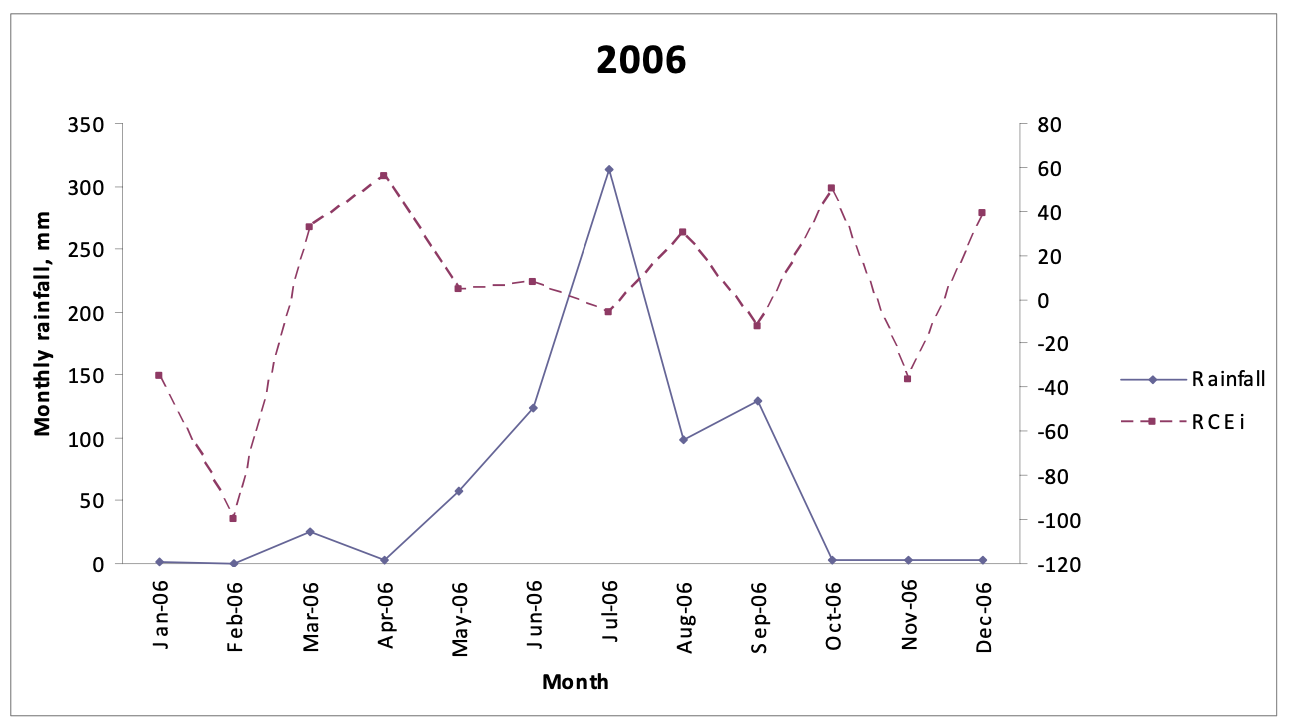 2006
350
300
250
200
150
100
50
0
Monthly rainfall, mm
80
60
40
20
0
-20
-40
-60
-80
-100
-120
Jan-06
Feb-06
Mar-06
Apr-06
May-06
Jun-06
Jul-06
Aug-06
Sep-06
Oct-06
Nov-06
Dec-06
Month
Rainfall
RCEi